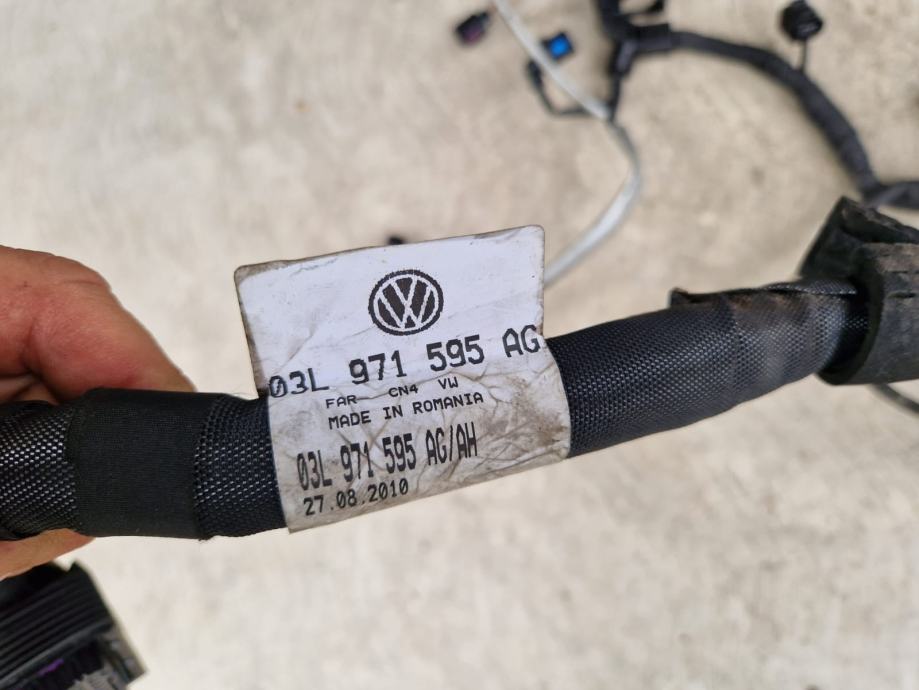 03L 971 595 AG
FAR CN4 VW
MADE IN ROMANIA
03L 971 595 AG/AH
27.08.2010